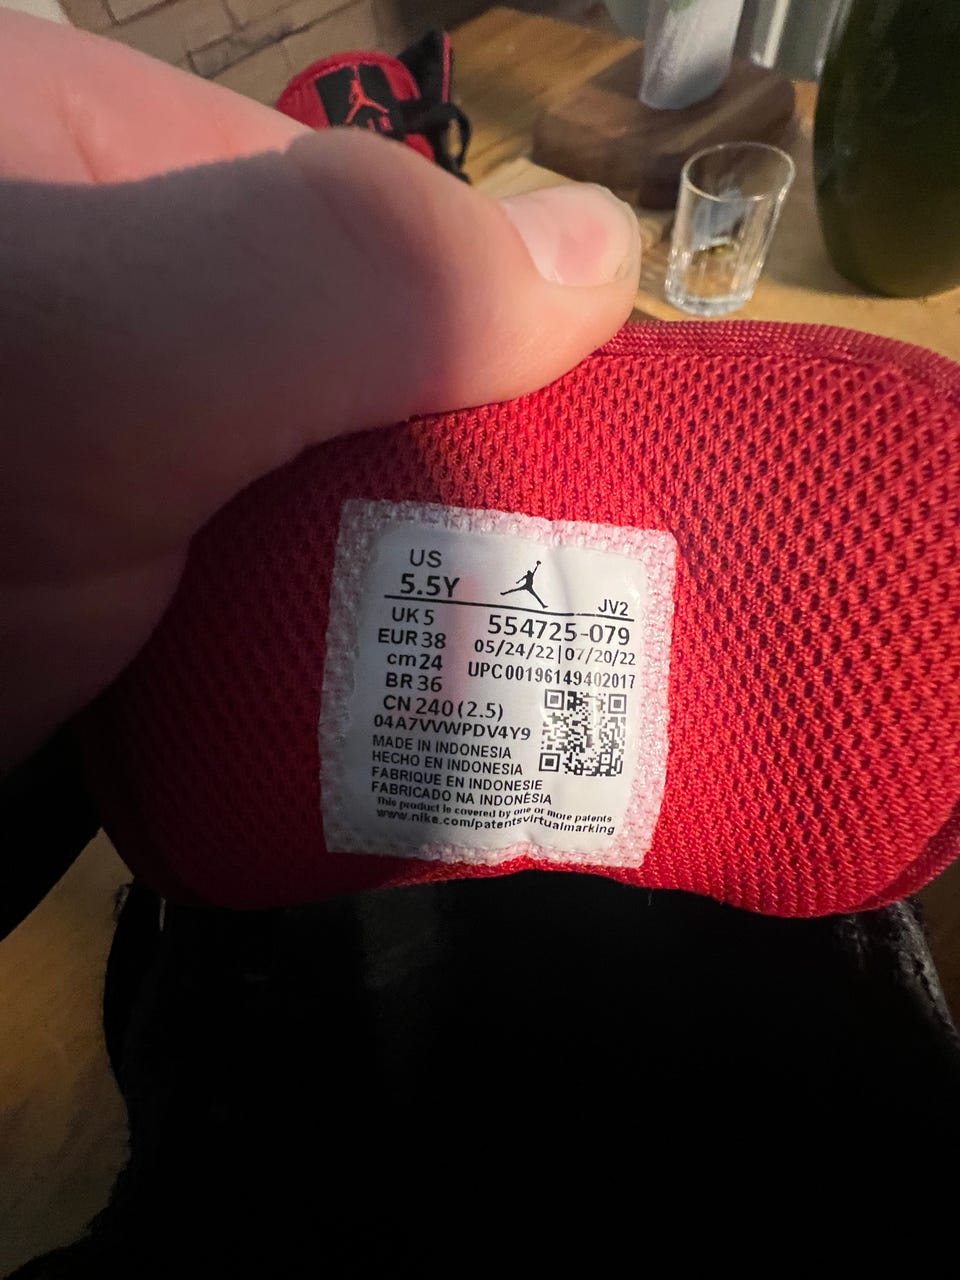 US
5.5Y
JV2
UK 5
554725-079
EUR 38
05/24/22|07/20/22
cm 24
UPC00196149402017
BR 36
CN 240 (2.5)
04A7VVWPDV4Y9
MADE IN INDONESIA
HECHO EN INDONESIA
FABRIQUE EN INDONESIE
FABRICADO NA INDONÉSIA
This product is covered by one or more patents
www.nike.com/patentsvirtualmarking